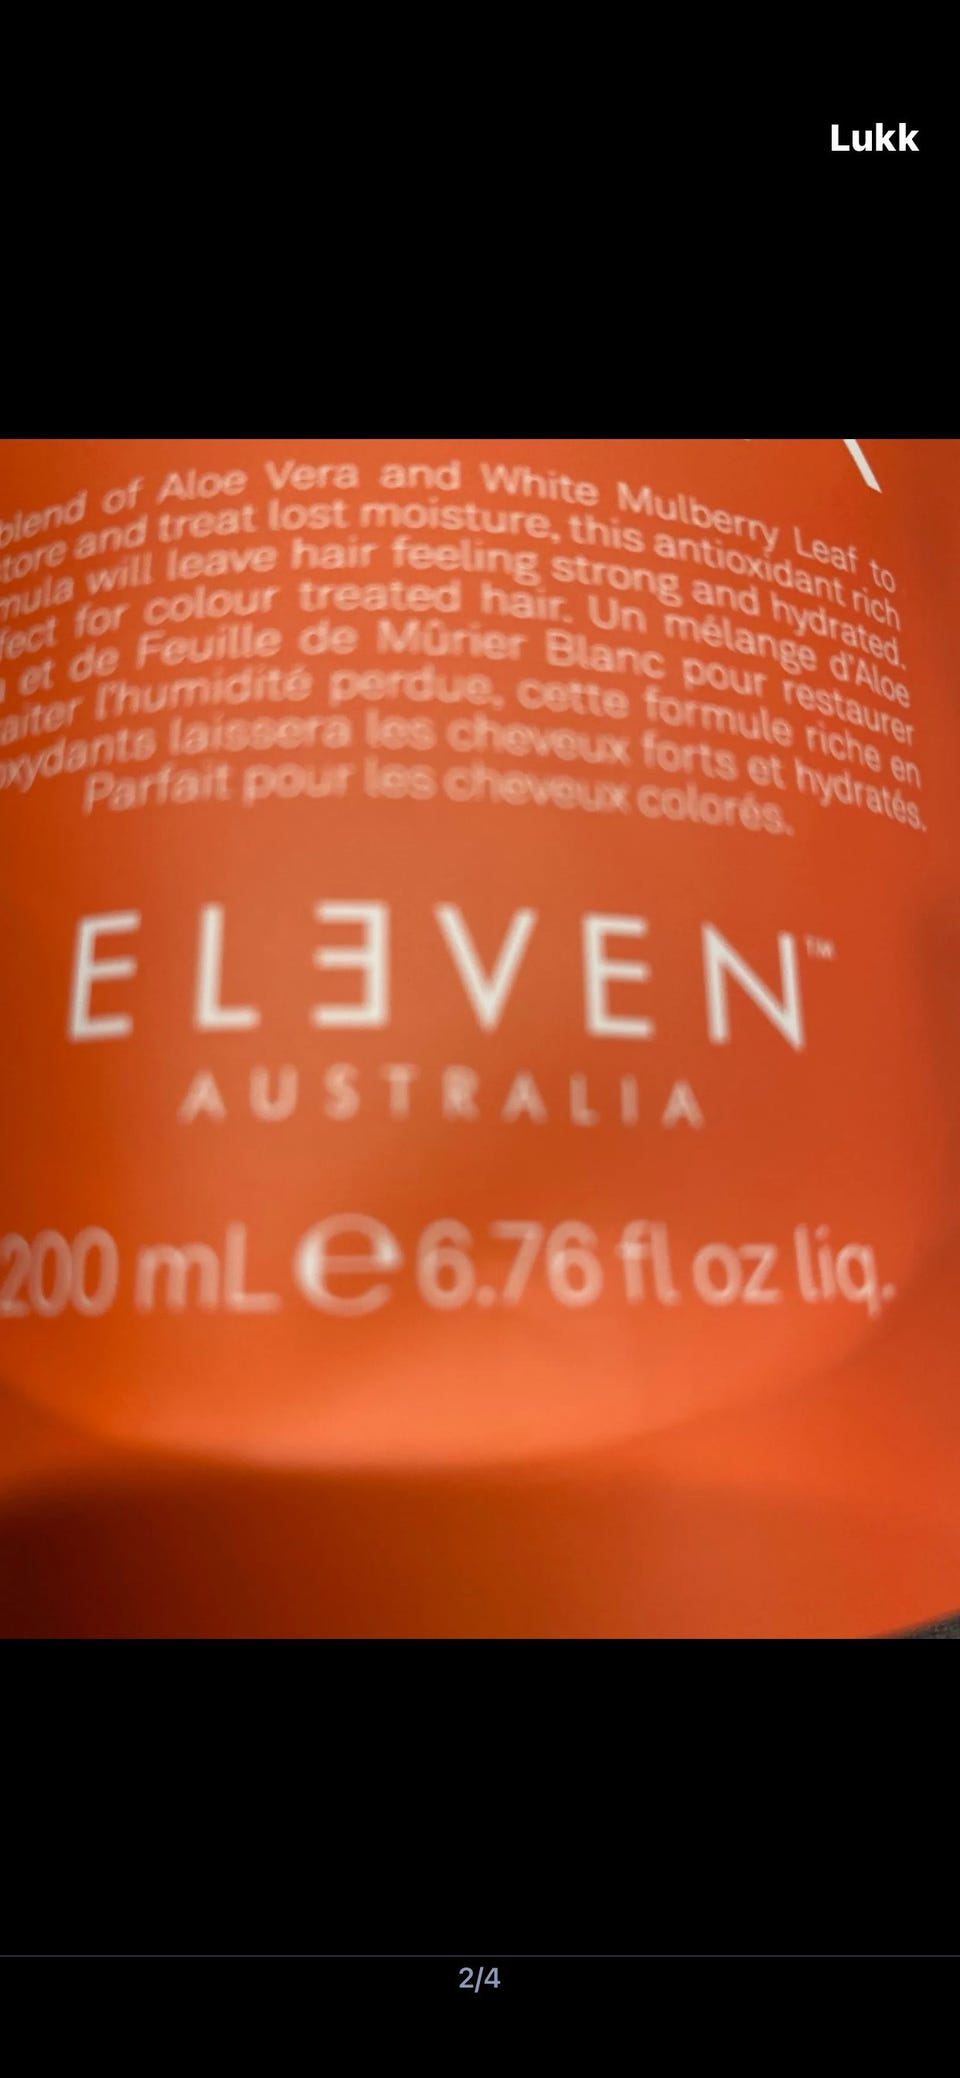 Lukk
blend of Aloe Vera and White Mulberry Leaf to
tore and treat lost moisture, this antioxidant rich
mula will leave hair feeling strong and hydrated.
fect for colour treated hair. Un mélange d'Aloe
et de Feuille de Mûrier Blanc pour restaurer
aiter l'humidité perdue, cette formule riche en
oxydants laissera les cheveux forts et hydratés.
Parfait pour les cheveux colorés.
ELEVEN™
AUSTRALIA
200 mL e 6.76 fl oz liq.
2/4